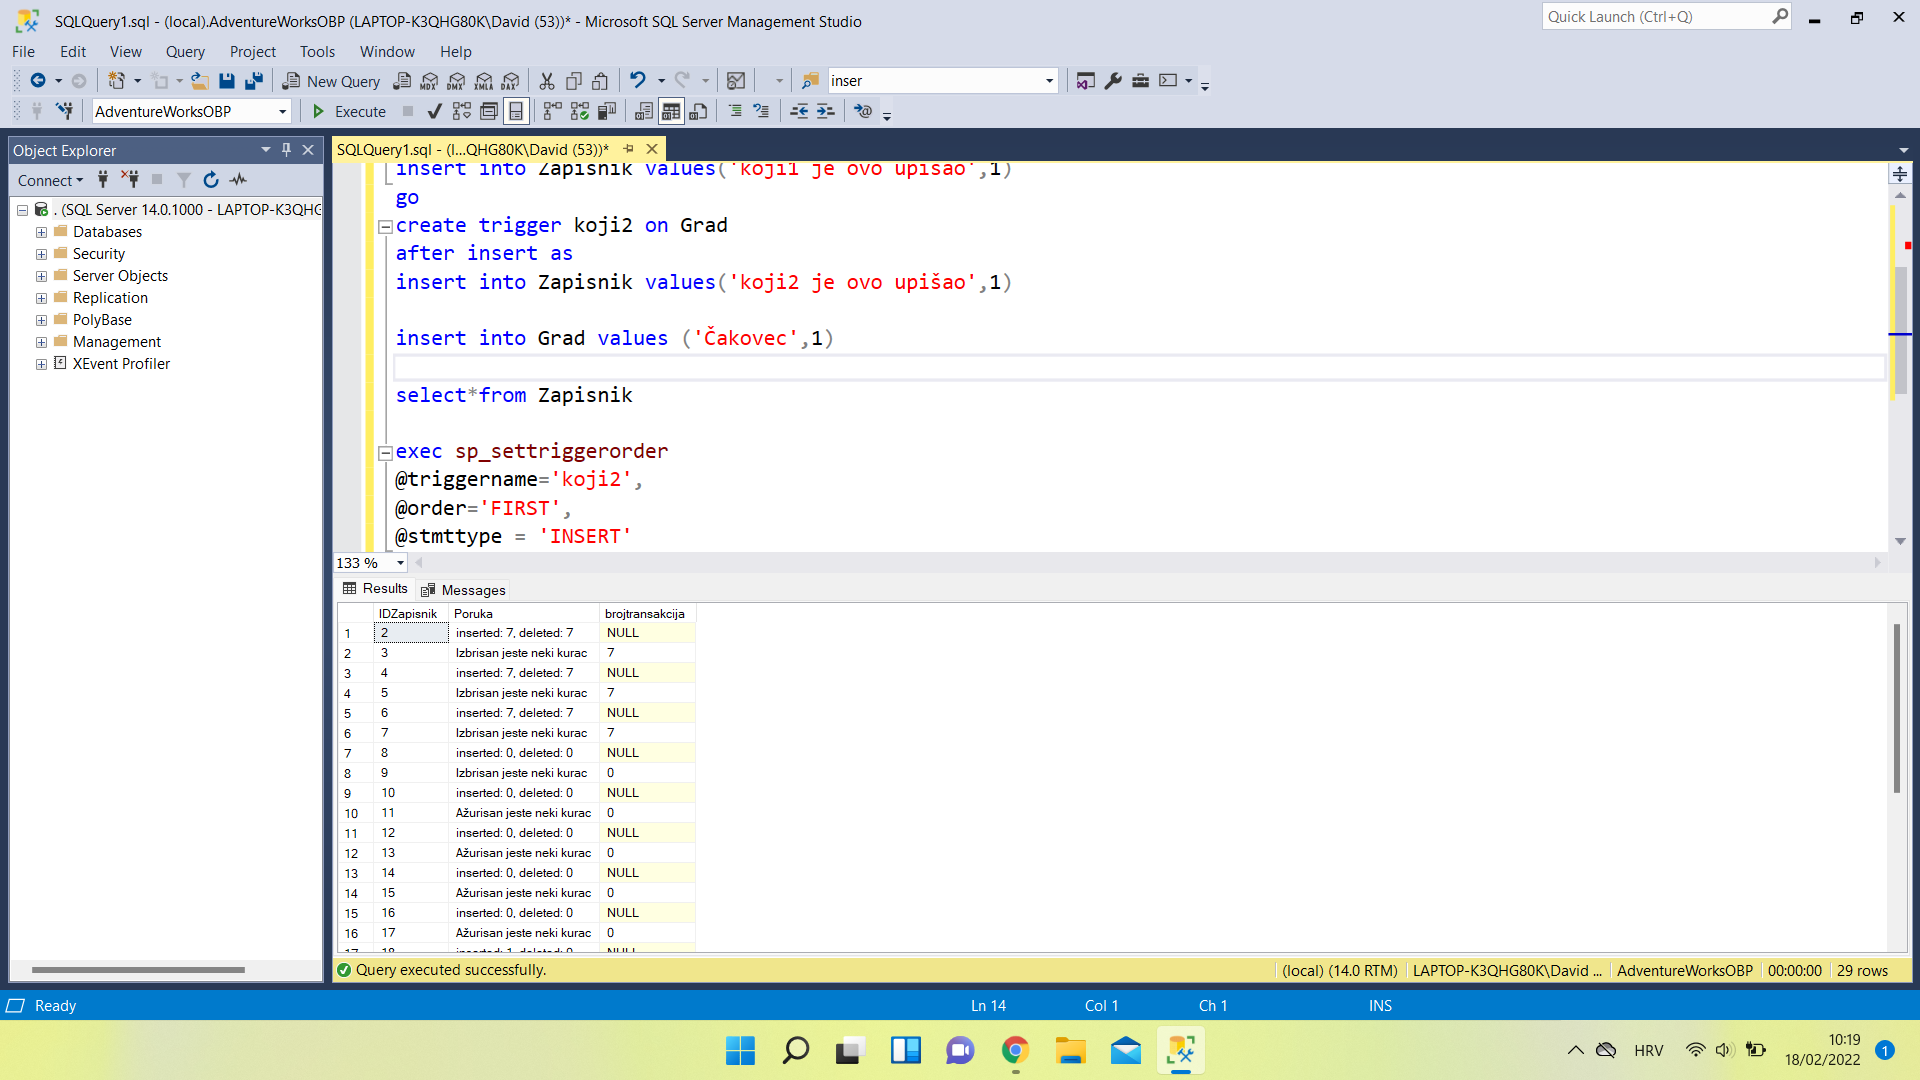 SQLQuery1.sql - (local).AdventureWorksOBP (LAPTOP-K3QHG80K\David (53))* - Microsoft SQL Server Management Studio
Quick Launch (Ctrl+Q)
File Edit View Query Project Tools Window Help
New Query MDX DMX XMLA DAX inser
AdventureWorksOBP Execute
Object Explorer
Connect
. (SQL Server 14.0.1000 - LAPTOP-K3QHG
Databases
Security
Server Objects
Replication
PolyBase
Management
XEvent Profiler
SQLQuery1.sql - (l...QHG80K\David (53))*
insert into Zapisnik values('koji1 je ovo upisao',1)
go
create trigger koji2 on Grad
after insert as
insert into Zapisnik values('koji2 je ovo upišao',1)
insert into Grad values ('Čakovec',1)
select*from Zapisnik
exec sp_settriggerorder
@triggername='koji2',
@order='FIRST',
@stmttype = 'INSERT'
133 %
Results Messages
IDZapisnik Poruka brojtransakcija
1 2 inserted: 7, deleted: 7 NULL
2 3 Izbrisan jeste neki kurac 7
3 4 inserted: 7, deleted: 7 NULL
4 5 Izbrisan jeste neki kurac 7
5 6 inserted: 7, deleted: 7 NULL
6 7 Izbrisan jeste neki kurac 7
7 8 inserted: 0, deleted: 0 NULL
8 9 Izbrisan jeste neki kurac 0
9 10 inserted: 0, deleted: 0 NULL
10 11 Ažurisan jeste neki kurac 0
11 12 inserted: 0, deleted: 0 NULL
12 13 Ažurisan jeste neki kurac 0
13 14 inserted: 0, deleted: 0 NULL
14 15 Ažurisan jeste neki kurac 0
15 16 inserted: 0, deleted: 0 NULL
16 17 Ažurisan jeste neki kurac 0
17 18 inserted: 1, deleted: 0 NULL
Query executed successfully. (local) (14.0 RTM) LAPTOP-K3QHG80K\David ... AdventureWorksOBP 00:00:00 29 rows
Ready Ln 14 Col 1 Ch 1 INS
HRV 10:19
18/02/2022 1